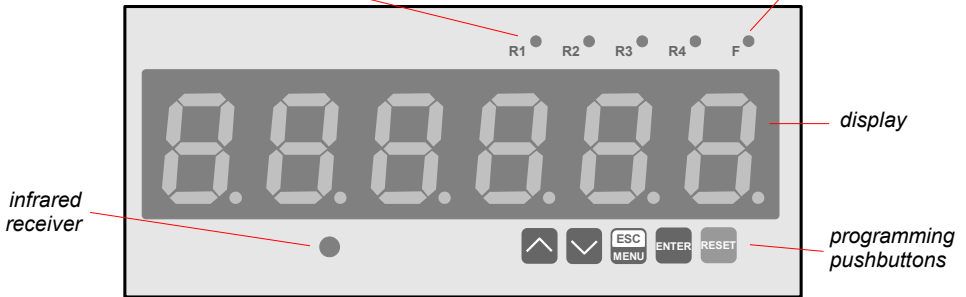 R1 R2 R3 R4 F
display
infrared
receiver
ESC
MENU
ENTER
RESET
programming
pushbuttons